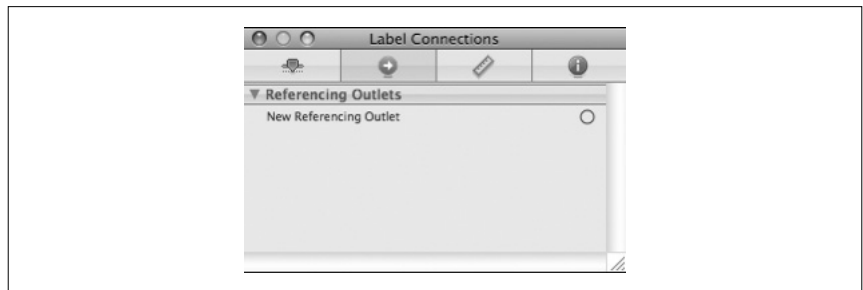 Label Connections
Referencing Outlets
New Referencing Outlet